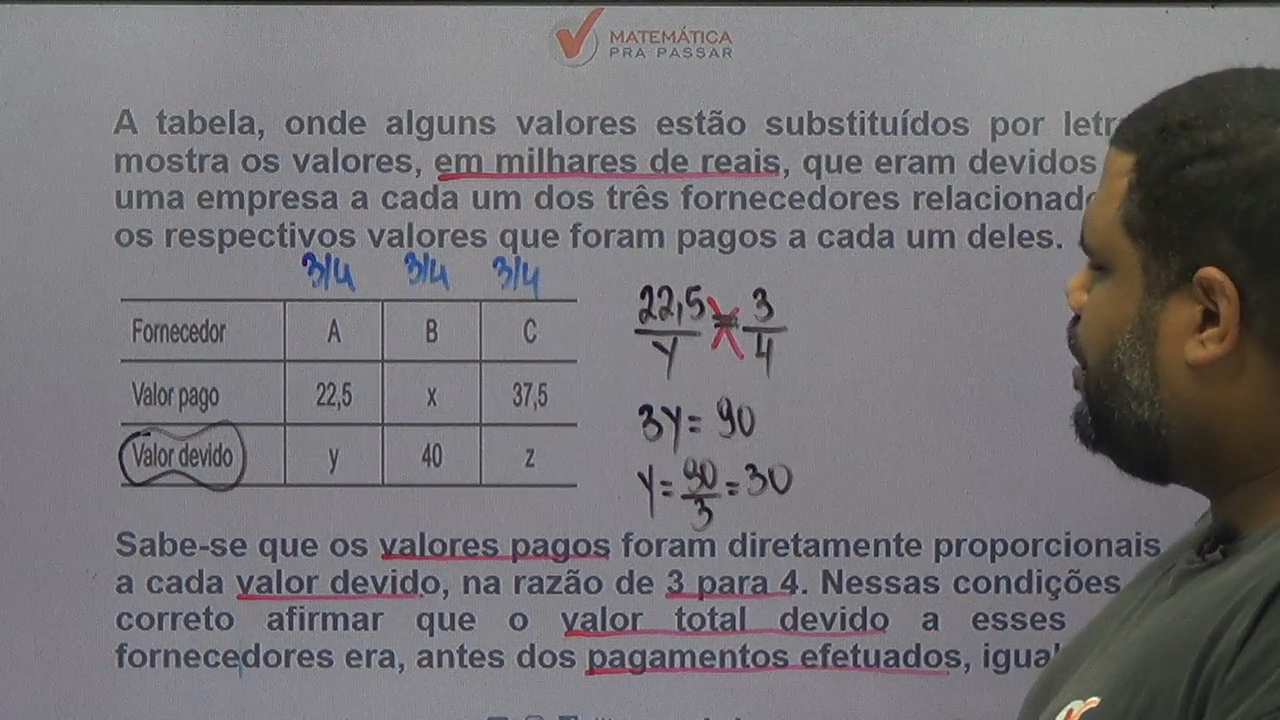 MATEMÁTICA
PRA PASSAR
A tabela, onde alguns valores estão substituídos por
mostra os valores, em milhares de reais, que eram devidos
uma empresa a cada um dos três fornecedores
os respectivos valores que foram pagos a cada um deles.
3/4 3/4 3/4
Fornecedor A B C
Valor pago 22,5 x 37,5
Valor devido y 40 z
22,5/y = 3/4
3y = 90
y = 90/3 = 30
Sabe-se que os valores pagos foram diretamente proporcionais
a cada valor devido, na razão de 3 para 4. Nessas condições
correto afirmar que o valor total devido a esses
fornecedores era, antes dos pagamentos efetuados,